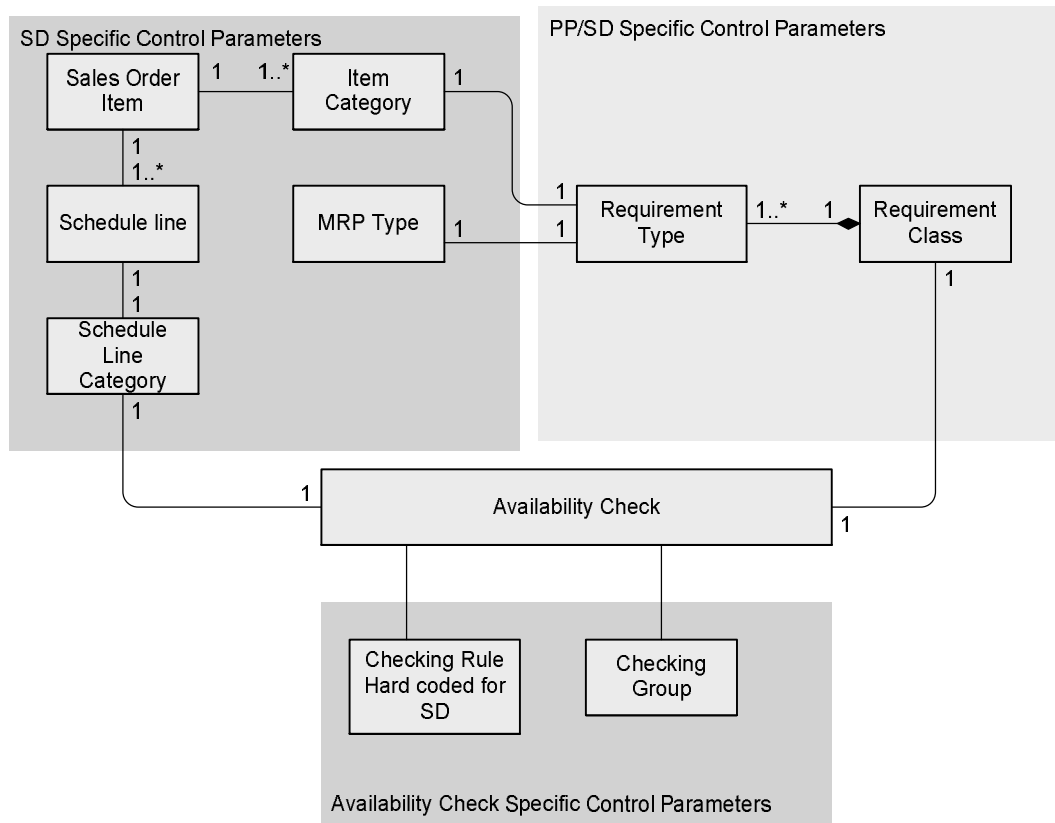 SD Specific Control Parameters
PP/SD Specific Control Parameters
Sales Order
Item
1
1..*
Item
Category
1
1
1..*
Schedule line
MRP Type
1
1
1
Requirement
Type
1..*
1
Requirement
Class
1
1
1
Schedule
Line
Category
1
1
Availability Check
1
Checking Rule
Hard coded for
SD
Checking
Group
Availability Check Specific Control Parameters